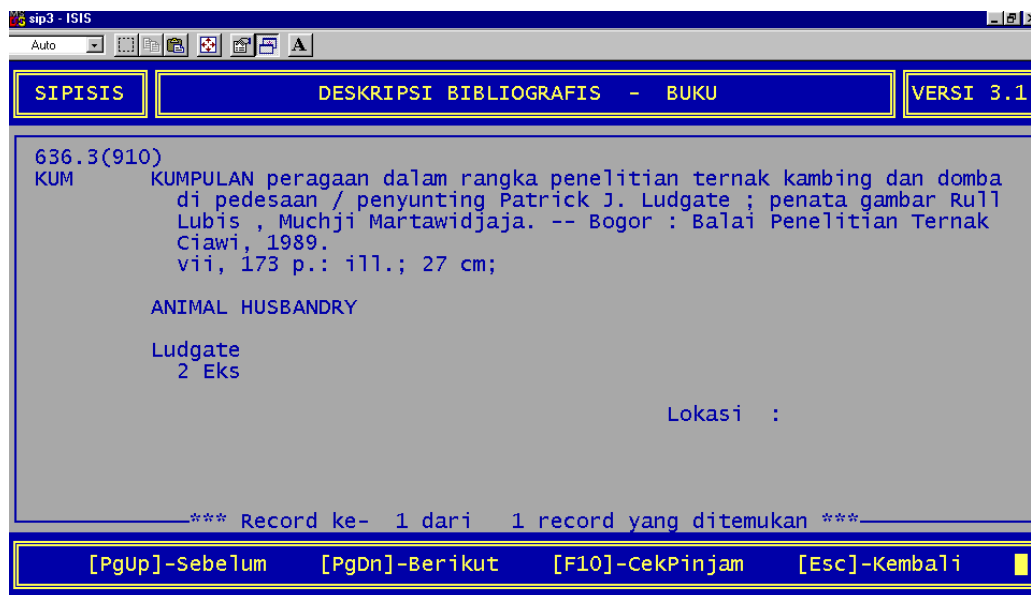 sip3 - ISIS
Auto
A
SIPISIS DESKRIPSI BIBLIOGRAFIS - BUKU VERSI 3.1
636.3(910)
KUM KUMPULAN peragaan dalam rangka penelitian ternak kambing dan domba
di pedesaan / penyunting Patrick J. Ludgate ; penata gambar Rull
Lubis , Muchji Martawidjaja. -- Bogor : Balai Penelitian Ternak
Ciawi, 1989.
vii, 173 p.: ill.; 27 cm;
ANIMAL HUSBANDRY
Ludgate
2 Eks
Lokasi :
*** Record ke- 1 dari 1 record yang ditemukan ***
[PgUp]-Sebelum [PgDn]-Berikut [F10]-CekPinjam [Esc]-Kembali